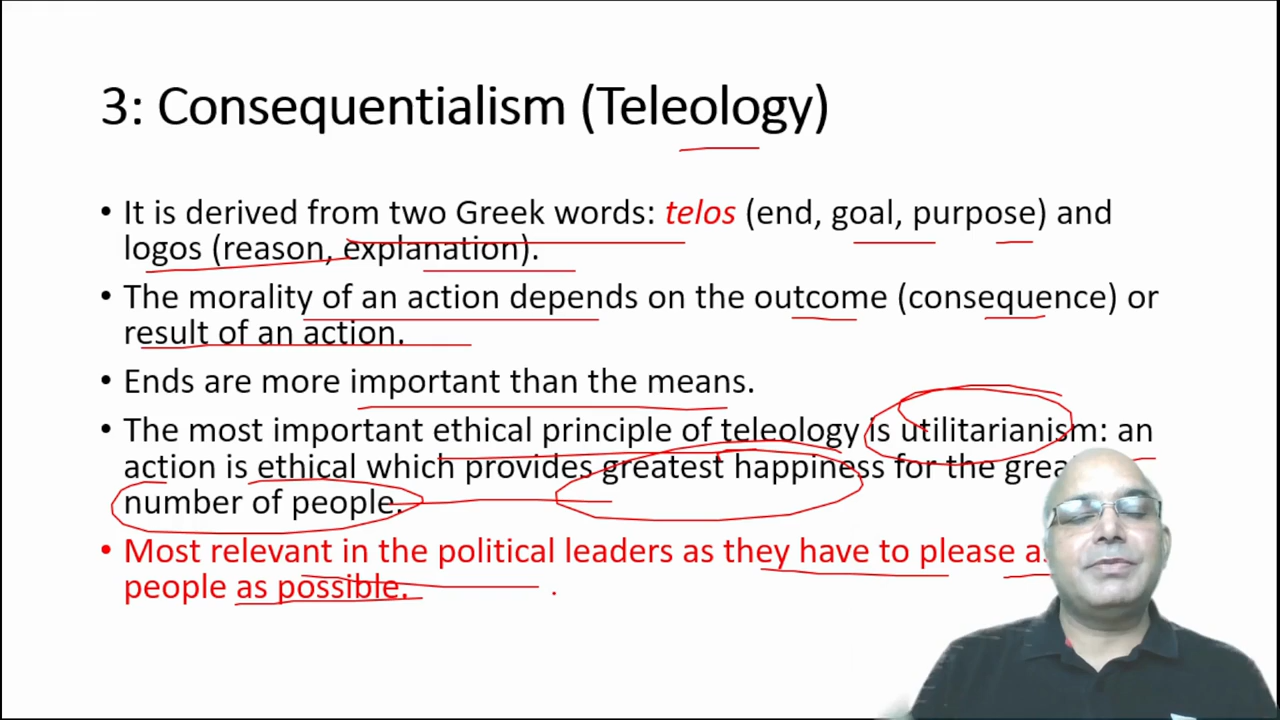 3: Consequentialism (Teleology)
• It is derived from two Greek words: telos (end, goal, purpose) and
logos (reason, explanation).
• The morality of an action depends on the outcome (consequence) or
result of an action.
• Ends are more important than the means.
• The most important ethical principle of teleology is utilitarianism: an
action is ethical which provides greatest happiness for the
number of people.
• Most relevant in the political leaders as they have to please
people as possible.